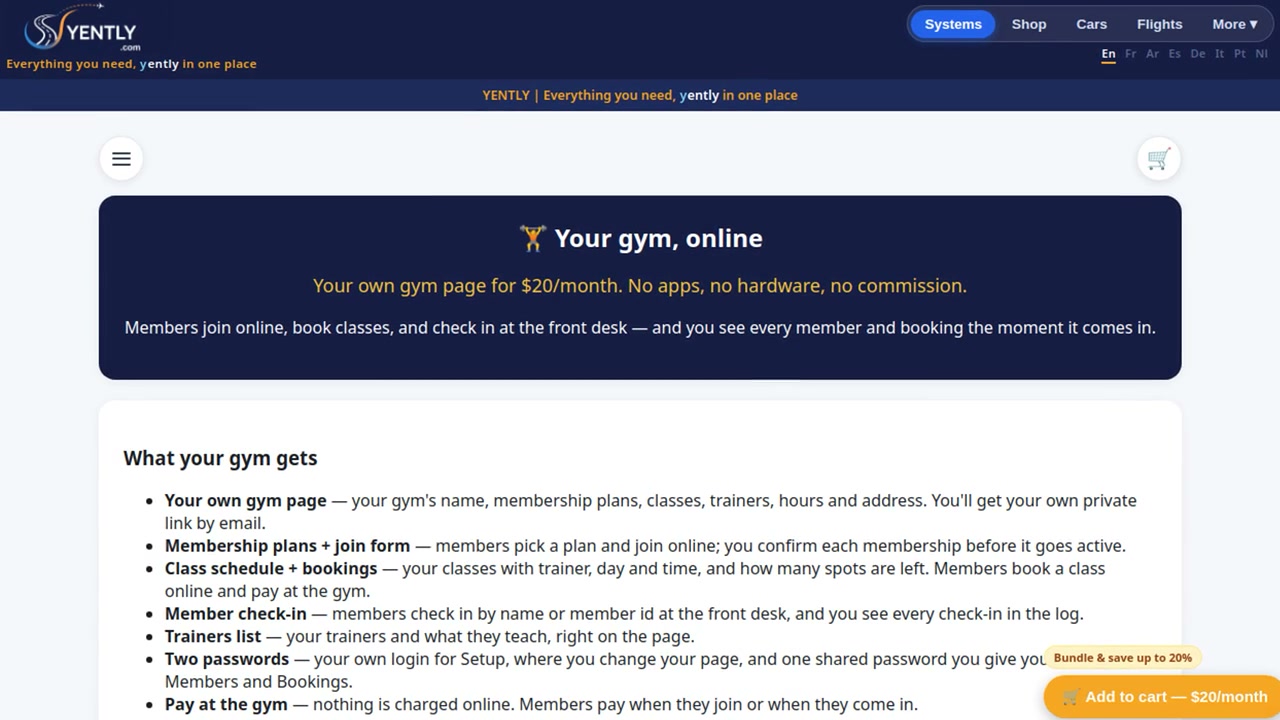 YENTLY
.com
Everything you need, yently in one place
Systems
Shop
Cars
Flights
More ▾
En Fr Ar Es De It Pt Nl
YENTLY | Everything you need, yently in one place
Your gym, online
Your own gym page for $20/month. No apps, no hardware, no commission.
Members join online, book classes, and check in at the front desk — and you see every member and booking the moment it comes in.
What your gym gets
• Your own gym page — your gym's name, membership plans, classes, trainers, hours and address. You'll get your own private
link by email.
• Membership plans + join form — members pick a plan and join online; you confirm each membership before it goes active.
• Class schedule + bookings — your classes with trainer, day and time, and how many spots are left. Members book a class
online and pay at the gym.
• Member check-in — members check in by name or member id at the front desk, and you see every check-in in the log.
• Trainers list — your trainers and what they teach, right on the page.
• Two passwords — your own login for Setup, where you change your page, and one shared password you give you
Members and Bookings.
• Pay at the gym — nothing is charged online. Members pay when they join or when they come in.
Bundle & save up to 20%
Add to cart — $20/month